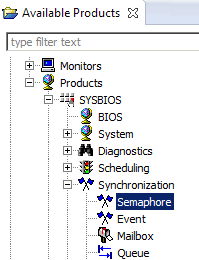 Available Products
type filter text
Monitors
Products
SYSBIOS
BIOS
System
Diagnostics
Scheduling
Synchronization
Semaphore
Event
Mailbox
Queue